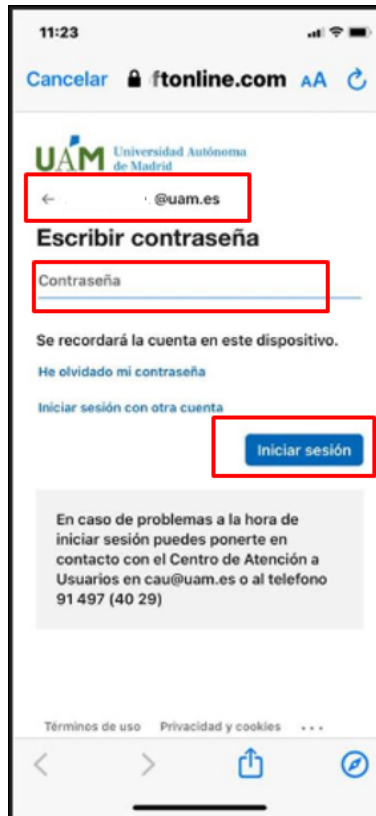 11:23
Cancelar ftonline.com AA
UAM Universidad Autónoma
de Madrid
@uam.es
Escribir contraseña
Contraseña
Se recordará la cuenta en este dispositivo.
He olvidado mi contraseña
Iniciar sesión con otra cuenta
Iniciar sesión
En caso de problemas a la hora de
iniciar sesión puedes ponerte en
contacto con el Centro de Atención a
Usuarios en cau@uam.es o al telefono
91 497 (40 29)
Términos de uso Privacidad y cookies ...